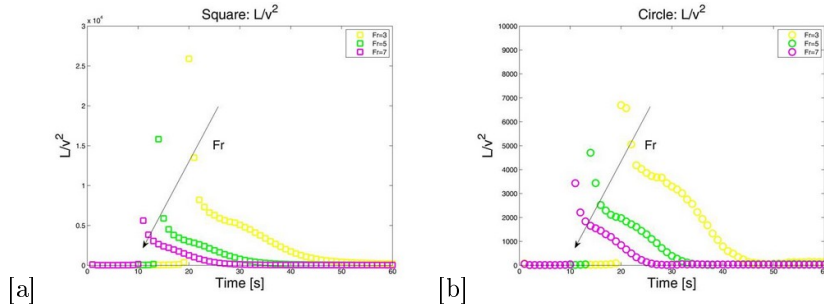 Square: L/v²
x 10⁴
3
2.5
2
1.5
1
0.5
0
L/v²
Fr=3
Fr=5
Fr=7
Fr
0 10 20 30 40 50 60
Time [s]
[a]
Circle: L/v²
10000
9000
8000
7000
6000
5000
4000
3000
2000
1000
0
L/v²
Fr=3
Fr=5
Fr=7
Fr
0 10 20 30 40 50 60
Time [s]
[b]